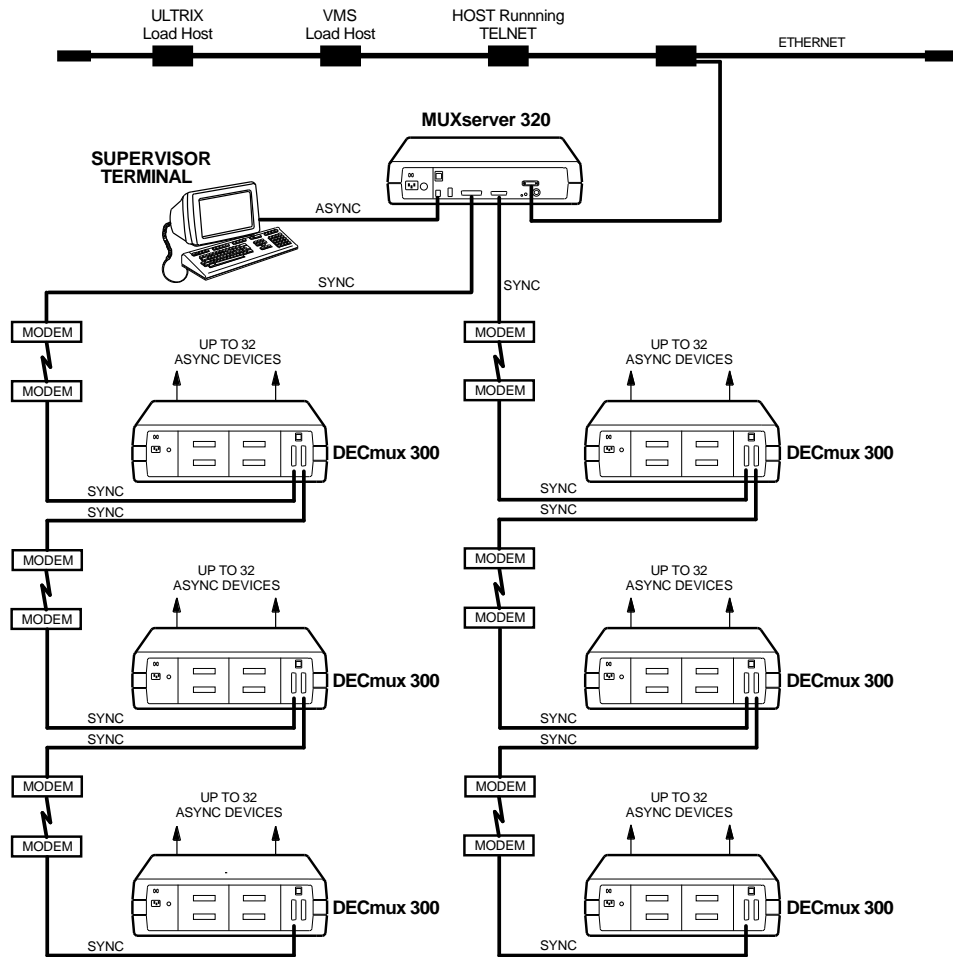 ULTRIX
Load Host
VMS
Load Host
HOST Runnning
TELNET
ETHERNET
MUXserver 320
SUPERVISOR
TERMINAL
ASYNC
SYNC
SYNC
MODEM
MODEM
UP TO 32
ASYNC DEVICES
DECmux 300
SYNC
SYNC
MODEM
MODEM
UP TO 32
ASYNC DEVICES
DECmux 300
SYNC
SYNC
MODEM
MODEM
UP TO 32
ASYNC DEVICES
DECmux 300
SYNC
MODEM
MODEM
UP TO 32
ASYNC DEVICES
DECmux 300
SYNC
SYNC
MODEM
MODEM
UP TO 32
ASYNC DEVICES
DECmux 300
SYNC
SYNC
MODEM
MODEM
UP TO 32
ASYNC DEVICES
DECmux 300
SYNC